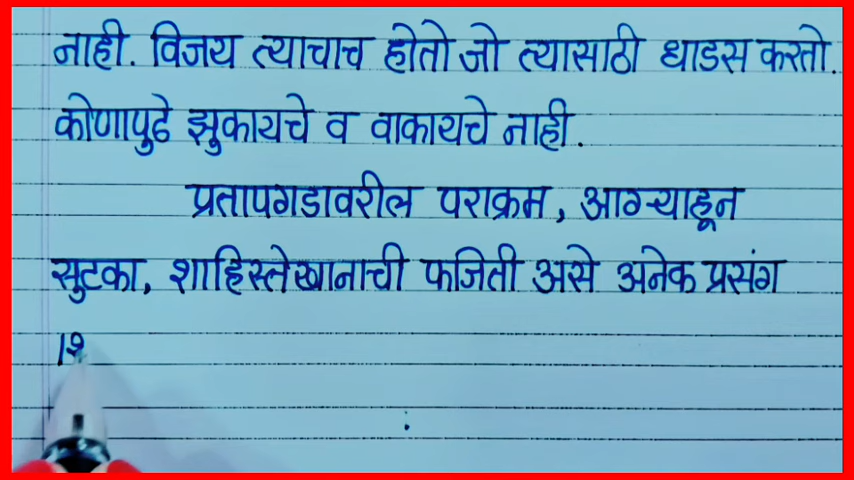 नाही. विजय त्याचाच होतो जो त्यासाठी धाडस करतो.
कोणापुढे झुकायचे व वाकायचे नाही.
प्रतापगडावरील पराक्रम, आग्र्याहून
सुटका, शाहिस्तेखानाची फजिती असे अनेक प्रसंग